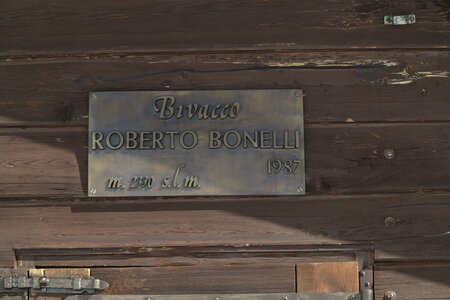 Bivacco
ROBERTO BONELLI
1987
m. 2330 s.l.m.